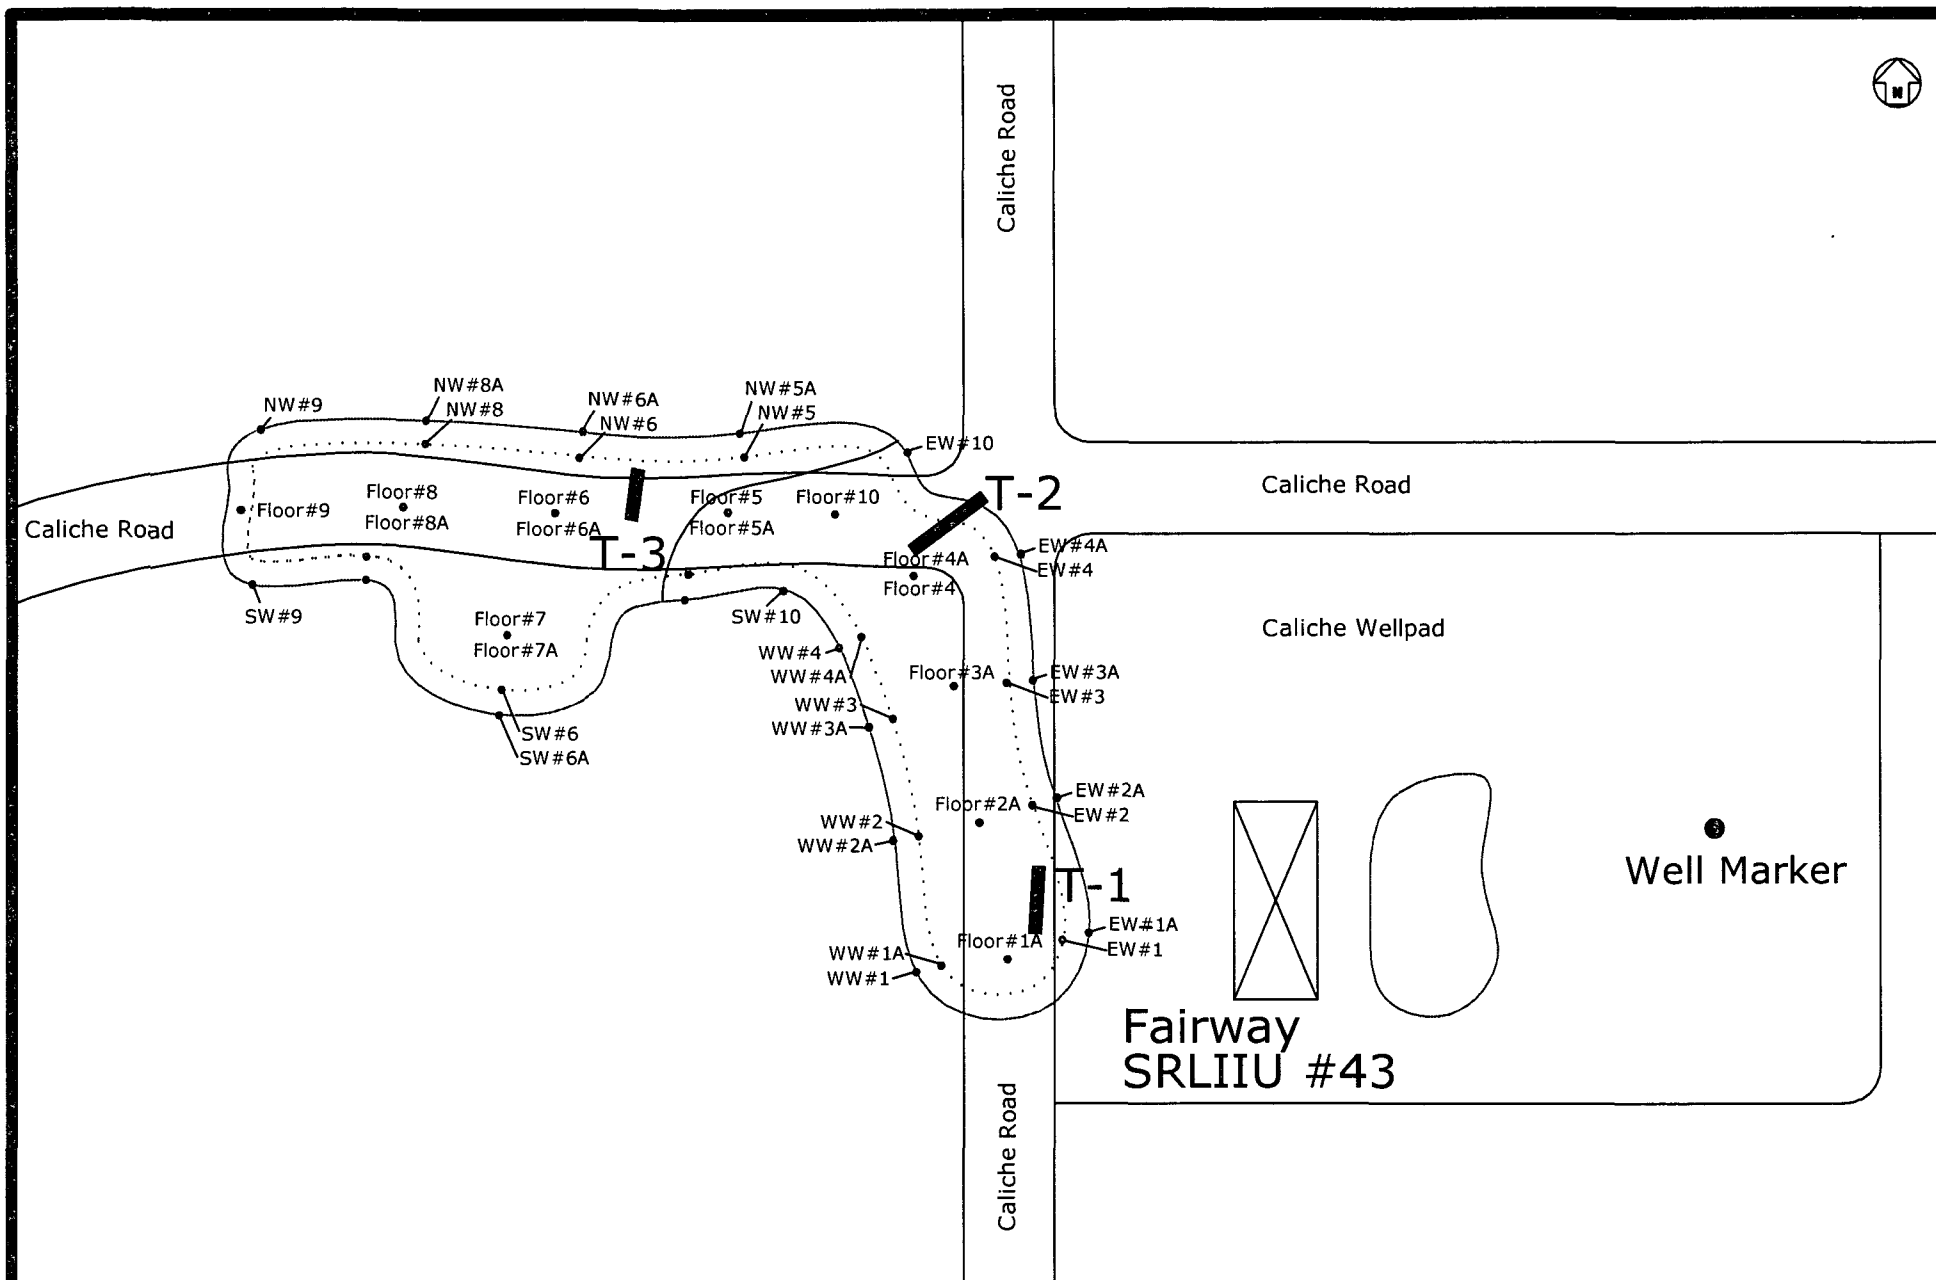 Caliche Road
N
NW#8A
NW#5A
NW#9
NW#8
NW#6A
NW#5
NW#6
EW#10
Caliche Road
T-2
Floor#8
Floor#6
Floor#5
Floor#10
Floor#9
Floor#8A
Floor#6A
Floor#5A
Caliche Road
T-3
EW#4A
Floor#4A
EW#4
Floor#4
SW#9
SW#10
Floor#7
Floor#7A
Caliche Wellpad
WW#4
WW#4A
Floor#3A
EW#3A
EW#3
WW#3
WW#3A
SW#6
SW#6A
EW#2A
Floor#2A
EW#2
WW#2
WW#2A
Well Marker
T-1
EW#1A
Floor#1A
EW#1
WW#1A
WW#1
Fairway
SRLIIU #43
Caliche Road